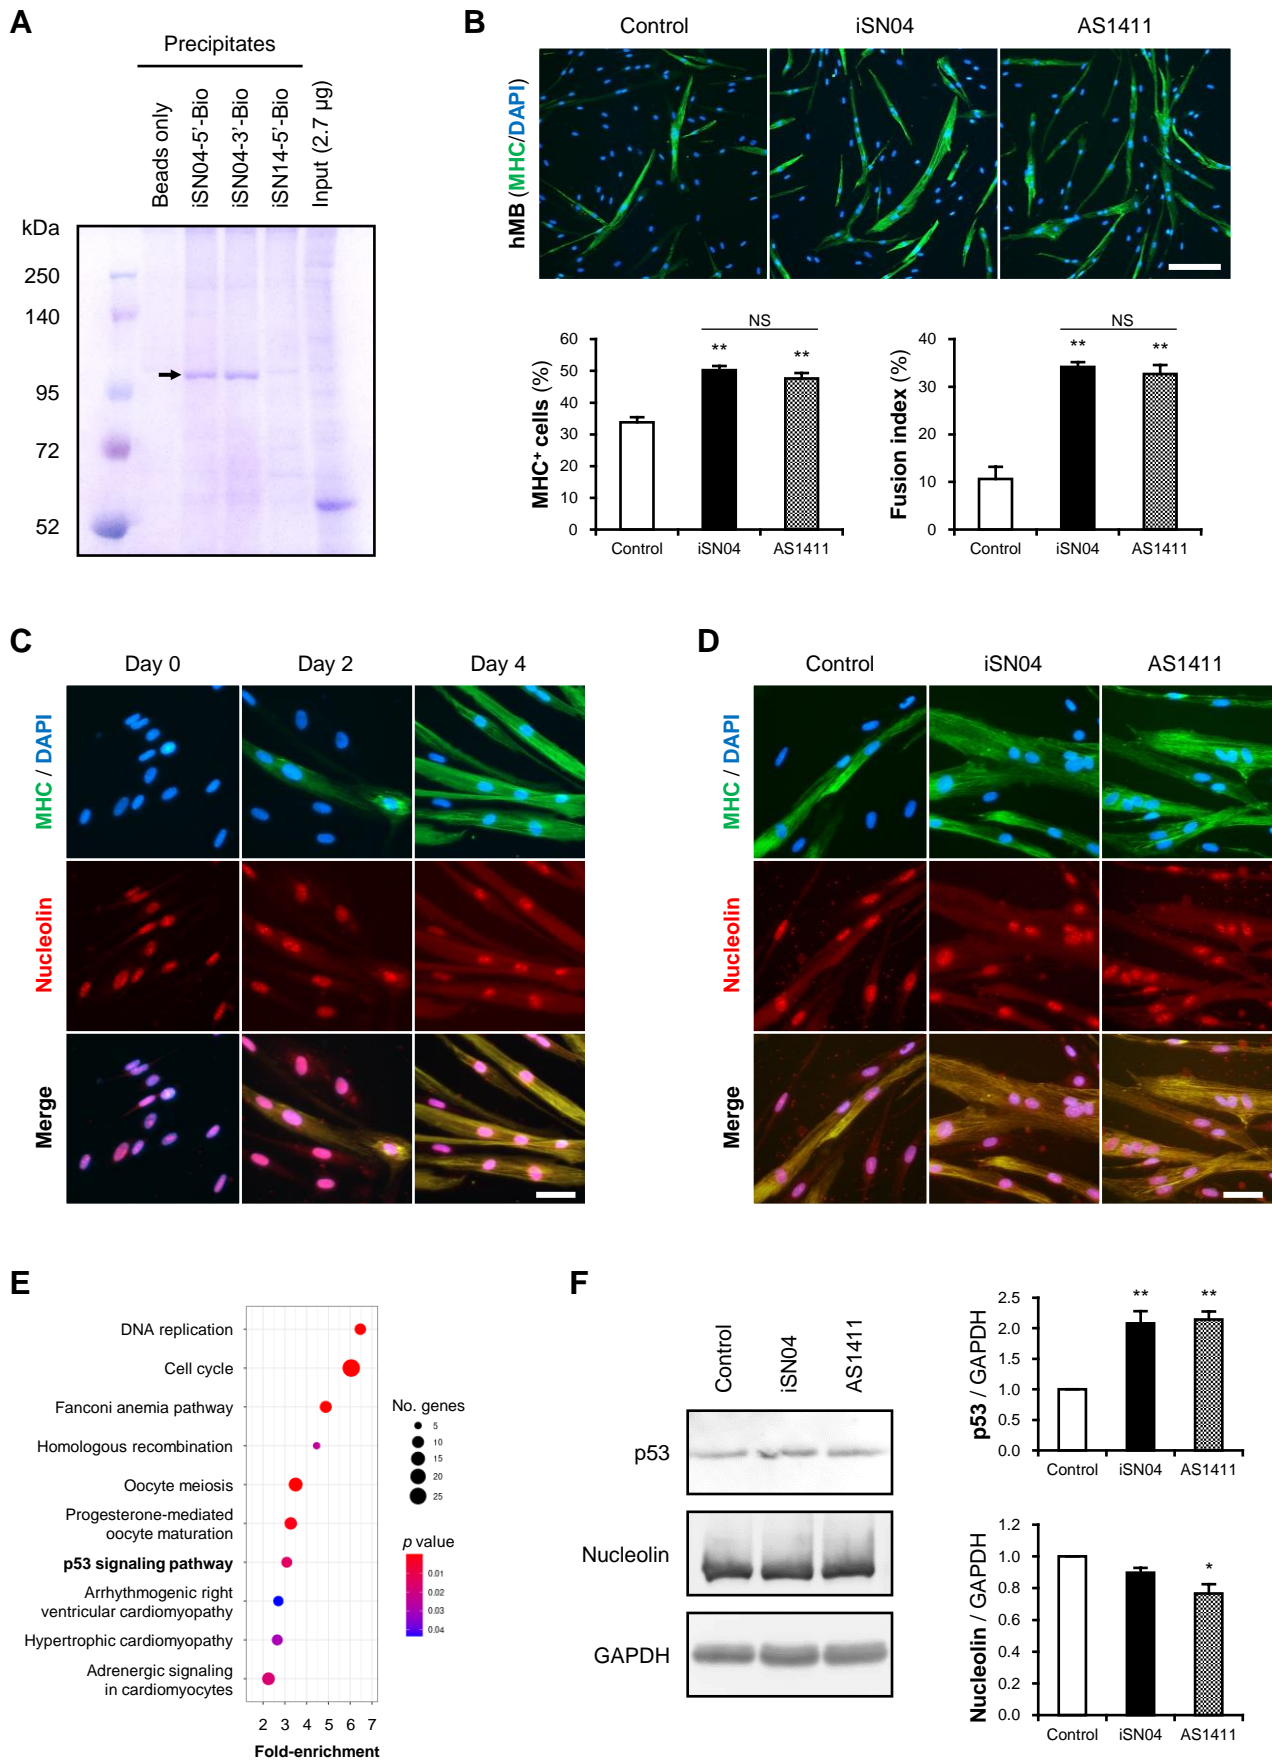 A
Precipitates
Beads only
iSN04-5’-Bio
iSN04-3’-Bio
iSN14-5’-Bio
Input (2.7 µg)
kDa
250
140
95
72
52
B
Control
iSN04
AS1411
hMB (MHC/DAPI)
NS
**
**
MHC+ cells (%)
60
50
40
30
20
10
0
Control
iSN04
AS1411
NS
**
**
Fusion index (%)
40
30
20
10
0
Control
iSN04
AS1411
C
Day 0
Day 2
Day 4
MHC / DAPI
Nucleolin
Merge
D
Control
iSN04
AS1411
MHC / DAPI
Nucleolin
Merge
E
DNA replication
Cell cycle
Fanconi anemia pathway
Homologous recombination
Oocyte meiosis
Progesterone-mediated
oocyte maturation
p53 signaling pathway
Arrhythmogenic right
ventricular cardiomyopathy
Hypertrophic cardiomyopathy
Adrenergic signaling
in cardiomyocytes
2 3 4 5 6 7
Fold-enrichment
No. genes
5
10
15
20
25
p value
0.01
0.02
0.03
0.04
F
Control
iSN04
AS1411
p53
Nucleolin
GAPDH
**
**
p53 / GAPDH
2.5
2.0
1.5
1.0
0.5
0.0
Control
iSN04
AS1411
*
Nucleolin / GAPDH
1.2
1.0
0.8
0.6
0.4
0.2
0.0
Control
iSN04
AS1411